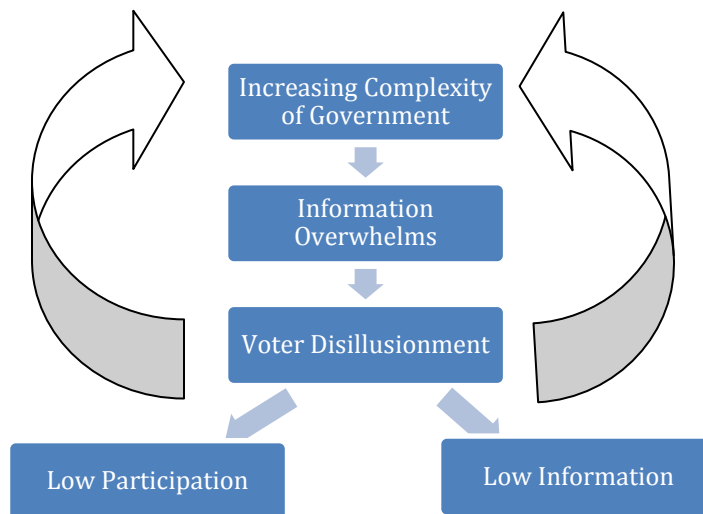 Increasing Complexity
of Government
Information
Overwhelms
Voter Disillusionment
Low Participation
Low Information